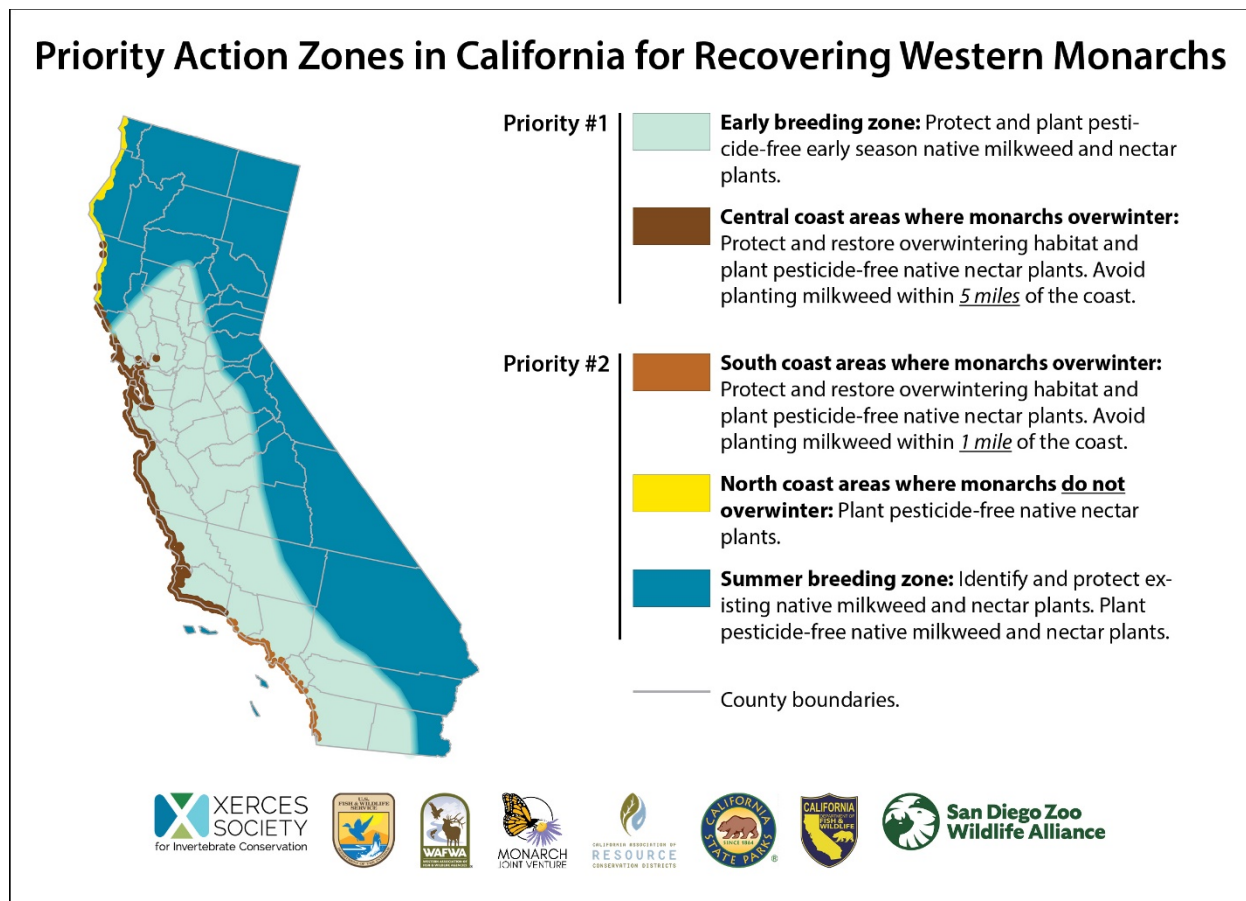 Priority Action Zones in California for Recovering Western Monarchs
Priority #1
Early breeding zone: Protect and plant pesti-
cide-free early season native milkweed and nectar
plants.
Central coast areas where monarchs overwinter:
Protect and restore overwintering habitat and
plant pesticide-free native nectar plants. Avoid
planting milkweed within 5 miles of the coast.
Priority #2
South coast areas where monarchs overwinter:
Protect and restore overwintering habitat and
plant pesticide-free native nectar plants. Avoid
planting milkweed within 1 mile of the coast.
North coast areas where monarchs do not
overwinter: Plant pesticide-free native nectar
plants.
Summer breeding zone: Identify and protect ex-
isting native milkweed and nectar plants. Plant
pesticide-free native milkweed and nectar plants.
County boundaries.
XERCES
SOCIETY
for Invertebrate Conservation
U.S.
FISH & WILDLIFE
SERVICE
WAFWA
MONARCH
JOINT VENTURE
CALIFORNIA ASSOCIATION OF
RESOURCE
CONSERVATION DISTRICTS
CALIFORNIA
STATE PARKS
SINCE 1864
®
CALIFORNIA
DEPARTMENT OF
FISH &
WILDLIFE
San Diego Zoo
Wildlife Alliance